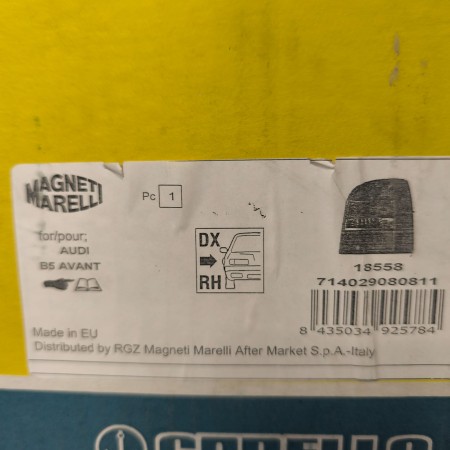 MAGNETI
MARELLI
Pc 1
for/pour;
AUDI
B5 AVANT
DX
RH
18558
714029080811
8 435034 925784
Made in EU
Distributed by RGZ Magneti Marelli After Market S.p.A.-Italy